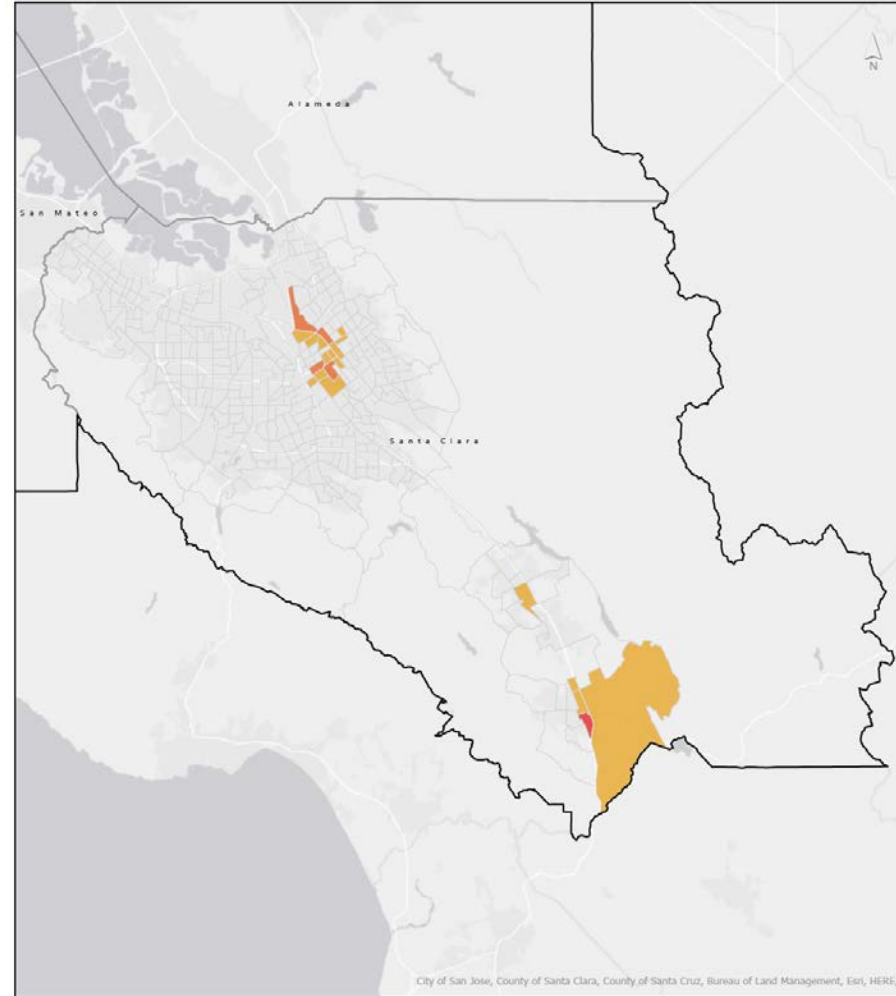 N
Alameda
San Mateo
Santa Clara
City of San Jose, County of Santa Clara, County of Santa Cruz, Bureau of Land Management, Esri, HERE